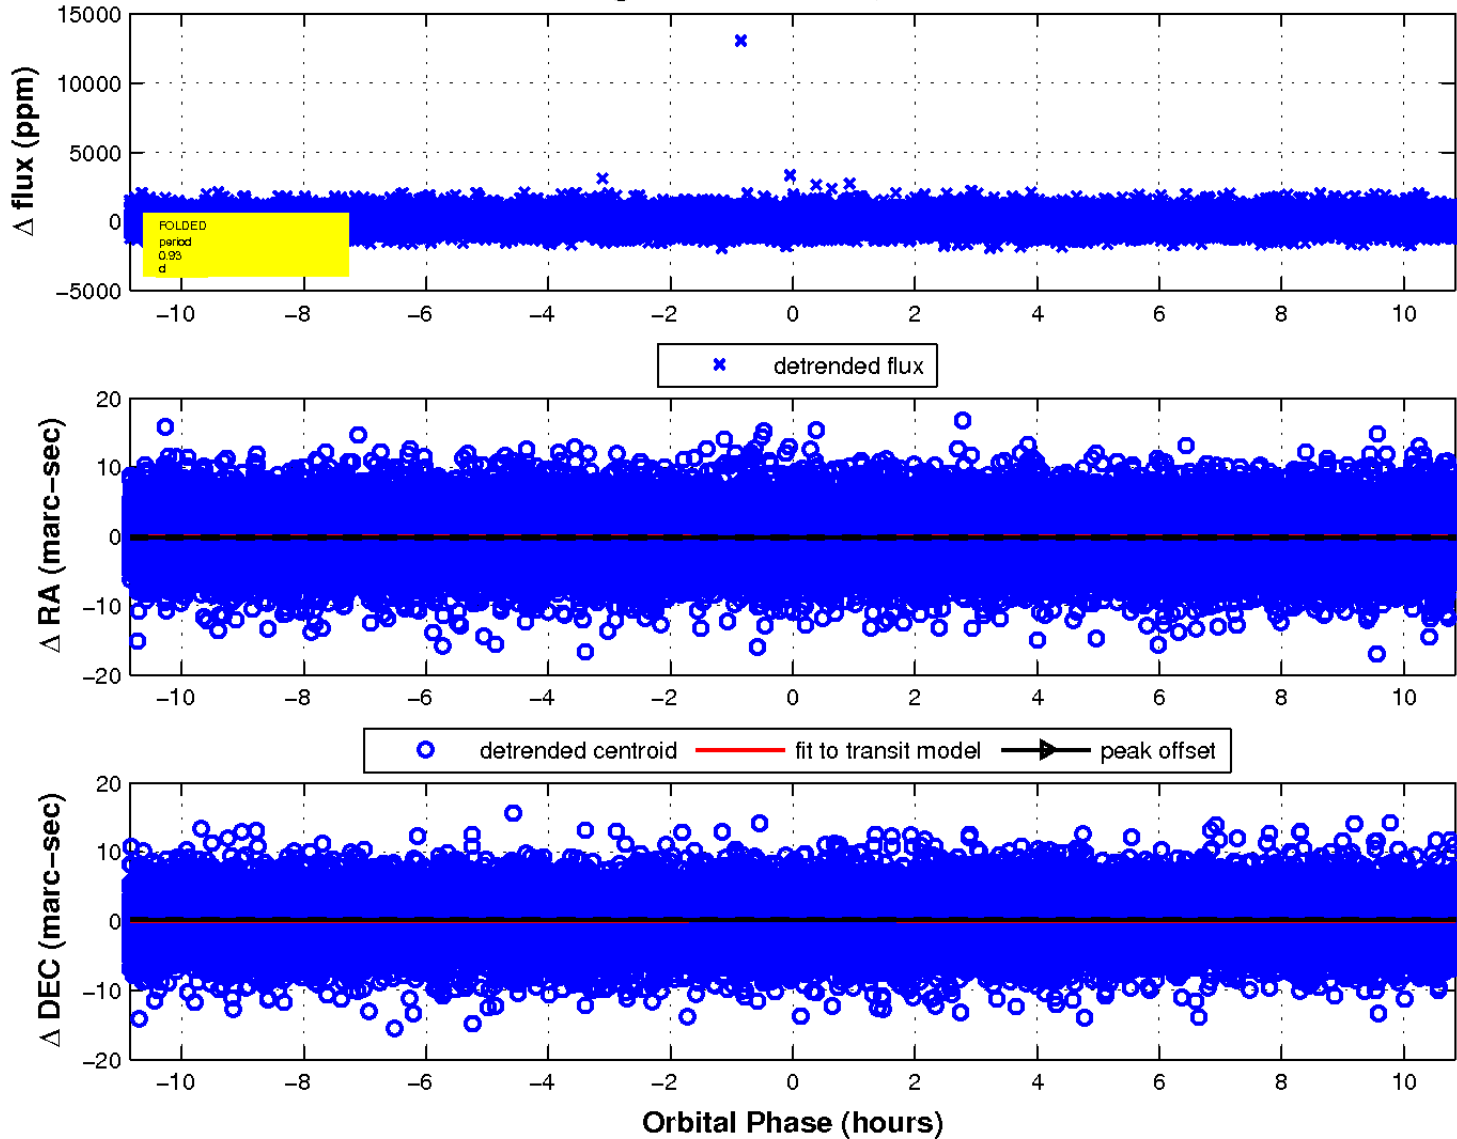 15000
10000
5000
0
−5000
Δ flux (ppm)
FOLDED
period
0.93
d
−10 −8 −6 −4 −2 0 2 4 6 8 10
detrended flux
20
10
0
−10
−20
Δ RA (marc−sec)
−10 −8 −6 −4 −2 0 2 4 6 8 10
detrended centroid fit to transit model peak offset
20
10
0
−10
−20
Δ DEC (marc−sec)
−10 −8 −6 −4 −2 0 2 4 6 8 10
Orbital Phase (hours)